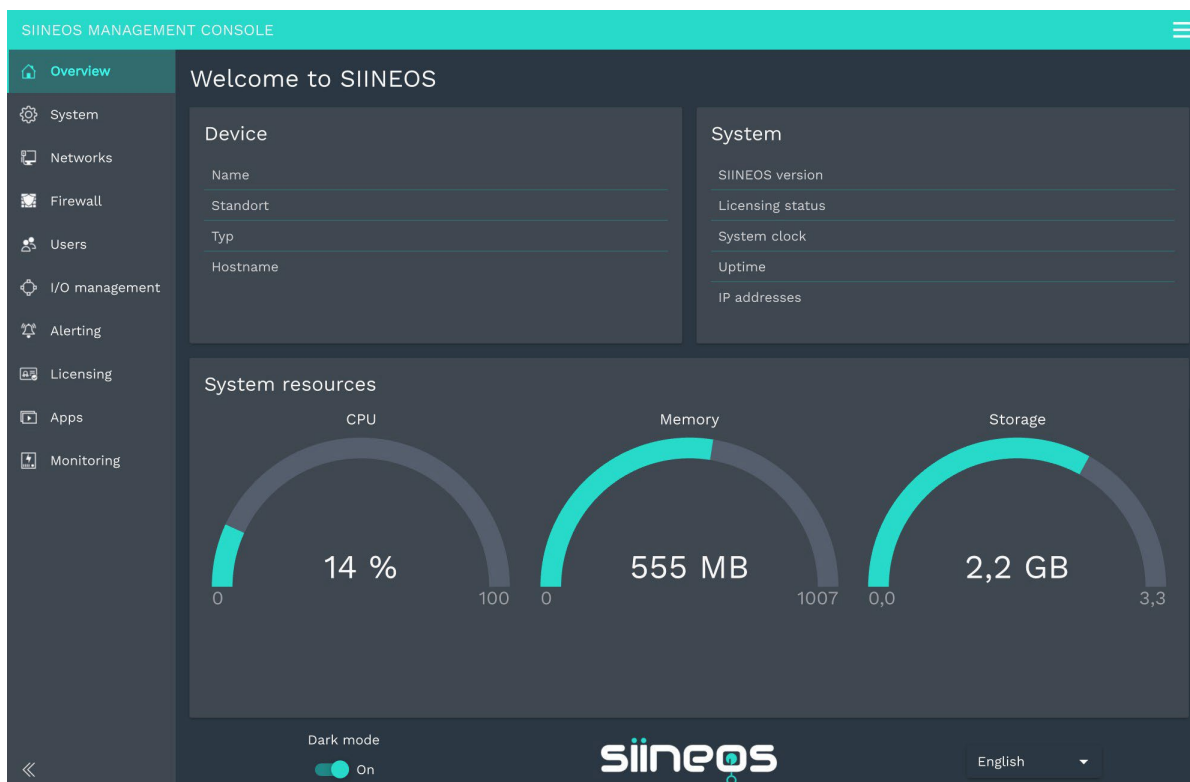 SIINEOS MANAGEMENT CONSOLE
Overview
System
Networks
Firewall
Users
I/O management
Alerting
Licensing
Apps
Monitoring
Welcome to SIINEOS
Device
Name
Standort
Typ
Hostname
System
SIINEOS version
Licensing status
System clock
Uptime
IP addresses
System resources
CPU
14 %
0 100
Memory
555 MB
0 1007
Storage
2,2 GB
0,0 3,3
Dark mode
On
siineos
English